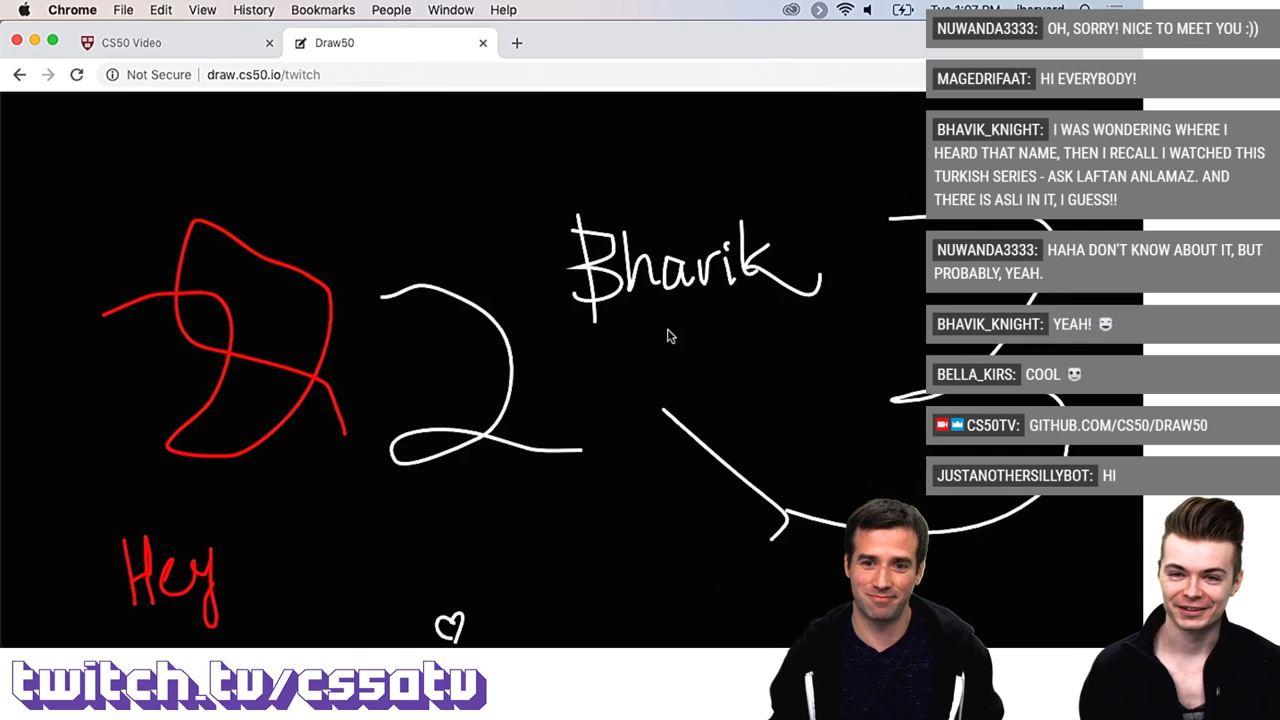 Chrome File Edit View History Bookmarks People Window Help
CS50 Video
Draw50
Not Secure draw.cs50.io/twitch
NUWANDA3333: OH, SORRY! NICE TO MEET YOU :))
MAGEDRIFAAT: HI EVERYBODY!
BHAVIK_KNIGHT: I WAS WONDERING WHERE I
HEARD THAT NAME, THEN I RECALL I WATCHED THIS
TURKISH SERIES - ASK LAFTAN ANLAMAZ. AND
THERE IS ASLI IN IT, I GUESS!!
NUWANDA3333: HAHA DON'T KNOW ABOUT IT, BUT
PROBABLY, YEAH.
BHAVIK_KNIGHT: YEAH!
BELLA_KIRS: COOL
CS50TV: GITHUB.COM/CS50/DRAW50
JUSTANOTHERSILLYBOT: HI
Bhavik
2
Hey
twitch.tv/cs50tv